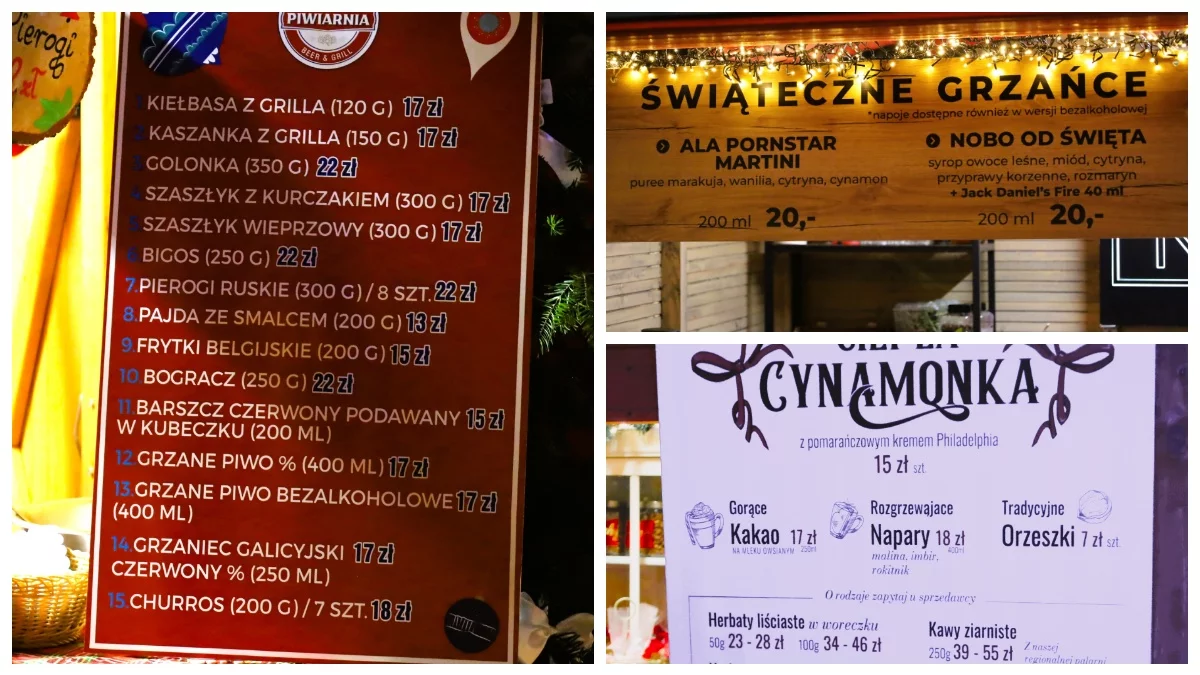 Pierogi
2 zł
PIWIARNIA
BEER & GRILL
KIEŁBASA Z GRILLA (120 G) 17 zł
KASZANKA Z GRILLA (150 G) 17 zł
3.GOLONKA (350 G) 22 zł
4.SZASZŁYK Z KURCZAKIEM (300 G) 17 zł
5.SZASZŁYK WIEPRZOWY (300 G) 17 zł
6.BIGOS (250 G) 22 zł
7.PIEROGI RUSKIE (300 G) / 8 SZT. 22 zł
8.PAJDA ZE SMALCEM (200 G) 13 zł
9.FRYTKI BELGIJSKIE (200 G) 15 zł
10.BOGRACZ (250 G) 22 zł
11.BARSZCZ CZERWONY PODAWANY 15 zł
W KUBECZKU (200 ML)
12.GRZANE PIWO % (400 ML) 17 zł
13.GRZANE PIWO BEZALKOHOLOWE 17 zł
(400 ML)
14.GRZANIEC GALICYJSKI 17 zł
CZERWONY % (250 ML)
15.CHURROS (200 G) / 7 SZT. 18 zł
ŚWIĄTECZNE GRZAŃCE
*napoje dostępne również w wersji bezalkoholowej
ALA PORNSTAR
MARTINI
puree marakuja, wanilia, cytryna, cynamon
200 ml 20,-
NOBO OD ŚWIĘTA
syrop owoce leśne, miód, cytryna,
przyprawy korzenne, rozmaryn
+ Jack Daniel's Fire 40 ml
200 ml 20,-
CYNAMONKA
z pomarańczowym kremem Philadelphia
15 zł szt.
Gorące
Kakao 17 zł
NA MLEKU OWSIANYM 250ml
Rozgrzewajace
Napary 18 zł
400ml
malina, imbir,
rokitnik
Tradycyjne
Orzeszki 7 zł szt.
O rodzaje zapytaj u sprzedawcy
Herbaty liściaste w woreczku
50g 23 - 28 zł 100g 34 - 46 zł
Kawy ziarniste
250g 39 - 55 zł
Z naszej
regionalnej palarni